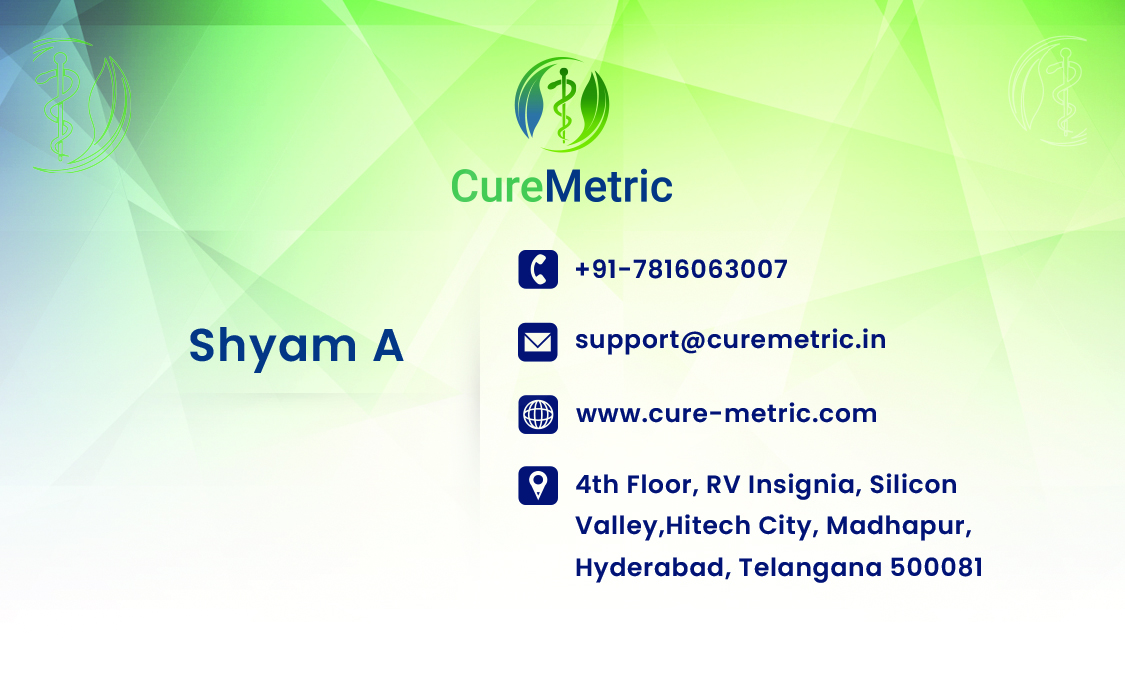 CureMetric
Shyam A
+91-7816063007
support@curemetric.in
www.cure-metric.com
4th Floor, RV Insignia, Silicon
Valley,Hitech City, Madhapur,
Hyderabad, Telangana 500081